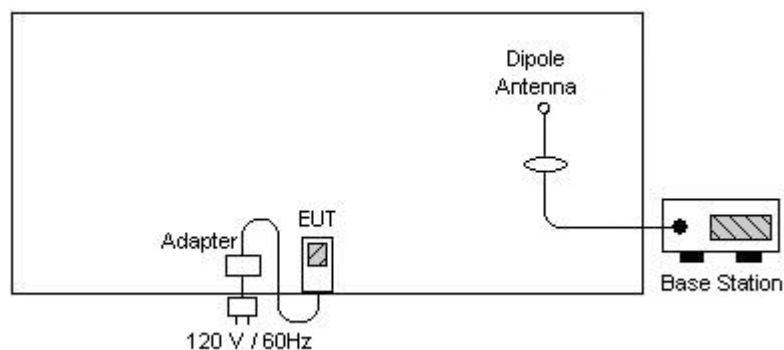 Dipole
Antenna
EUT
Adapter
Base Station
120 V / 60Hz